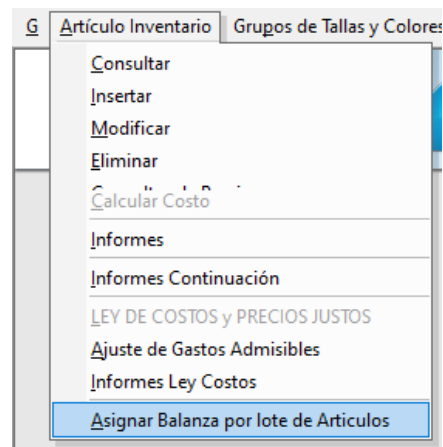 G Artículo Inventario Grupos de Tallas y Colores
Consultar
Insertar
Modificar
Eliminar
Calcular Costo
Informes
Informes Continuación
LEY DE COSTOS y PRECIOS JUSTOS
Ajuste de Gastos Admisibles
Informes Ley Costos
Asignar Balanza por lote de Articulos